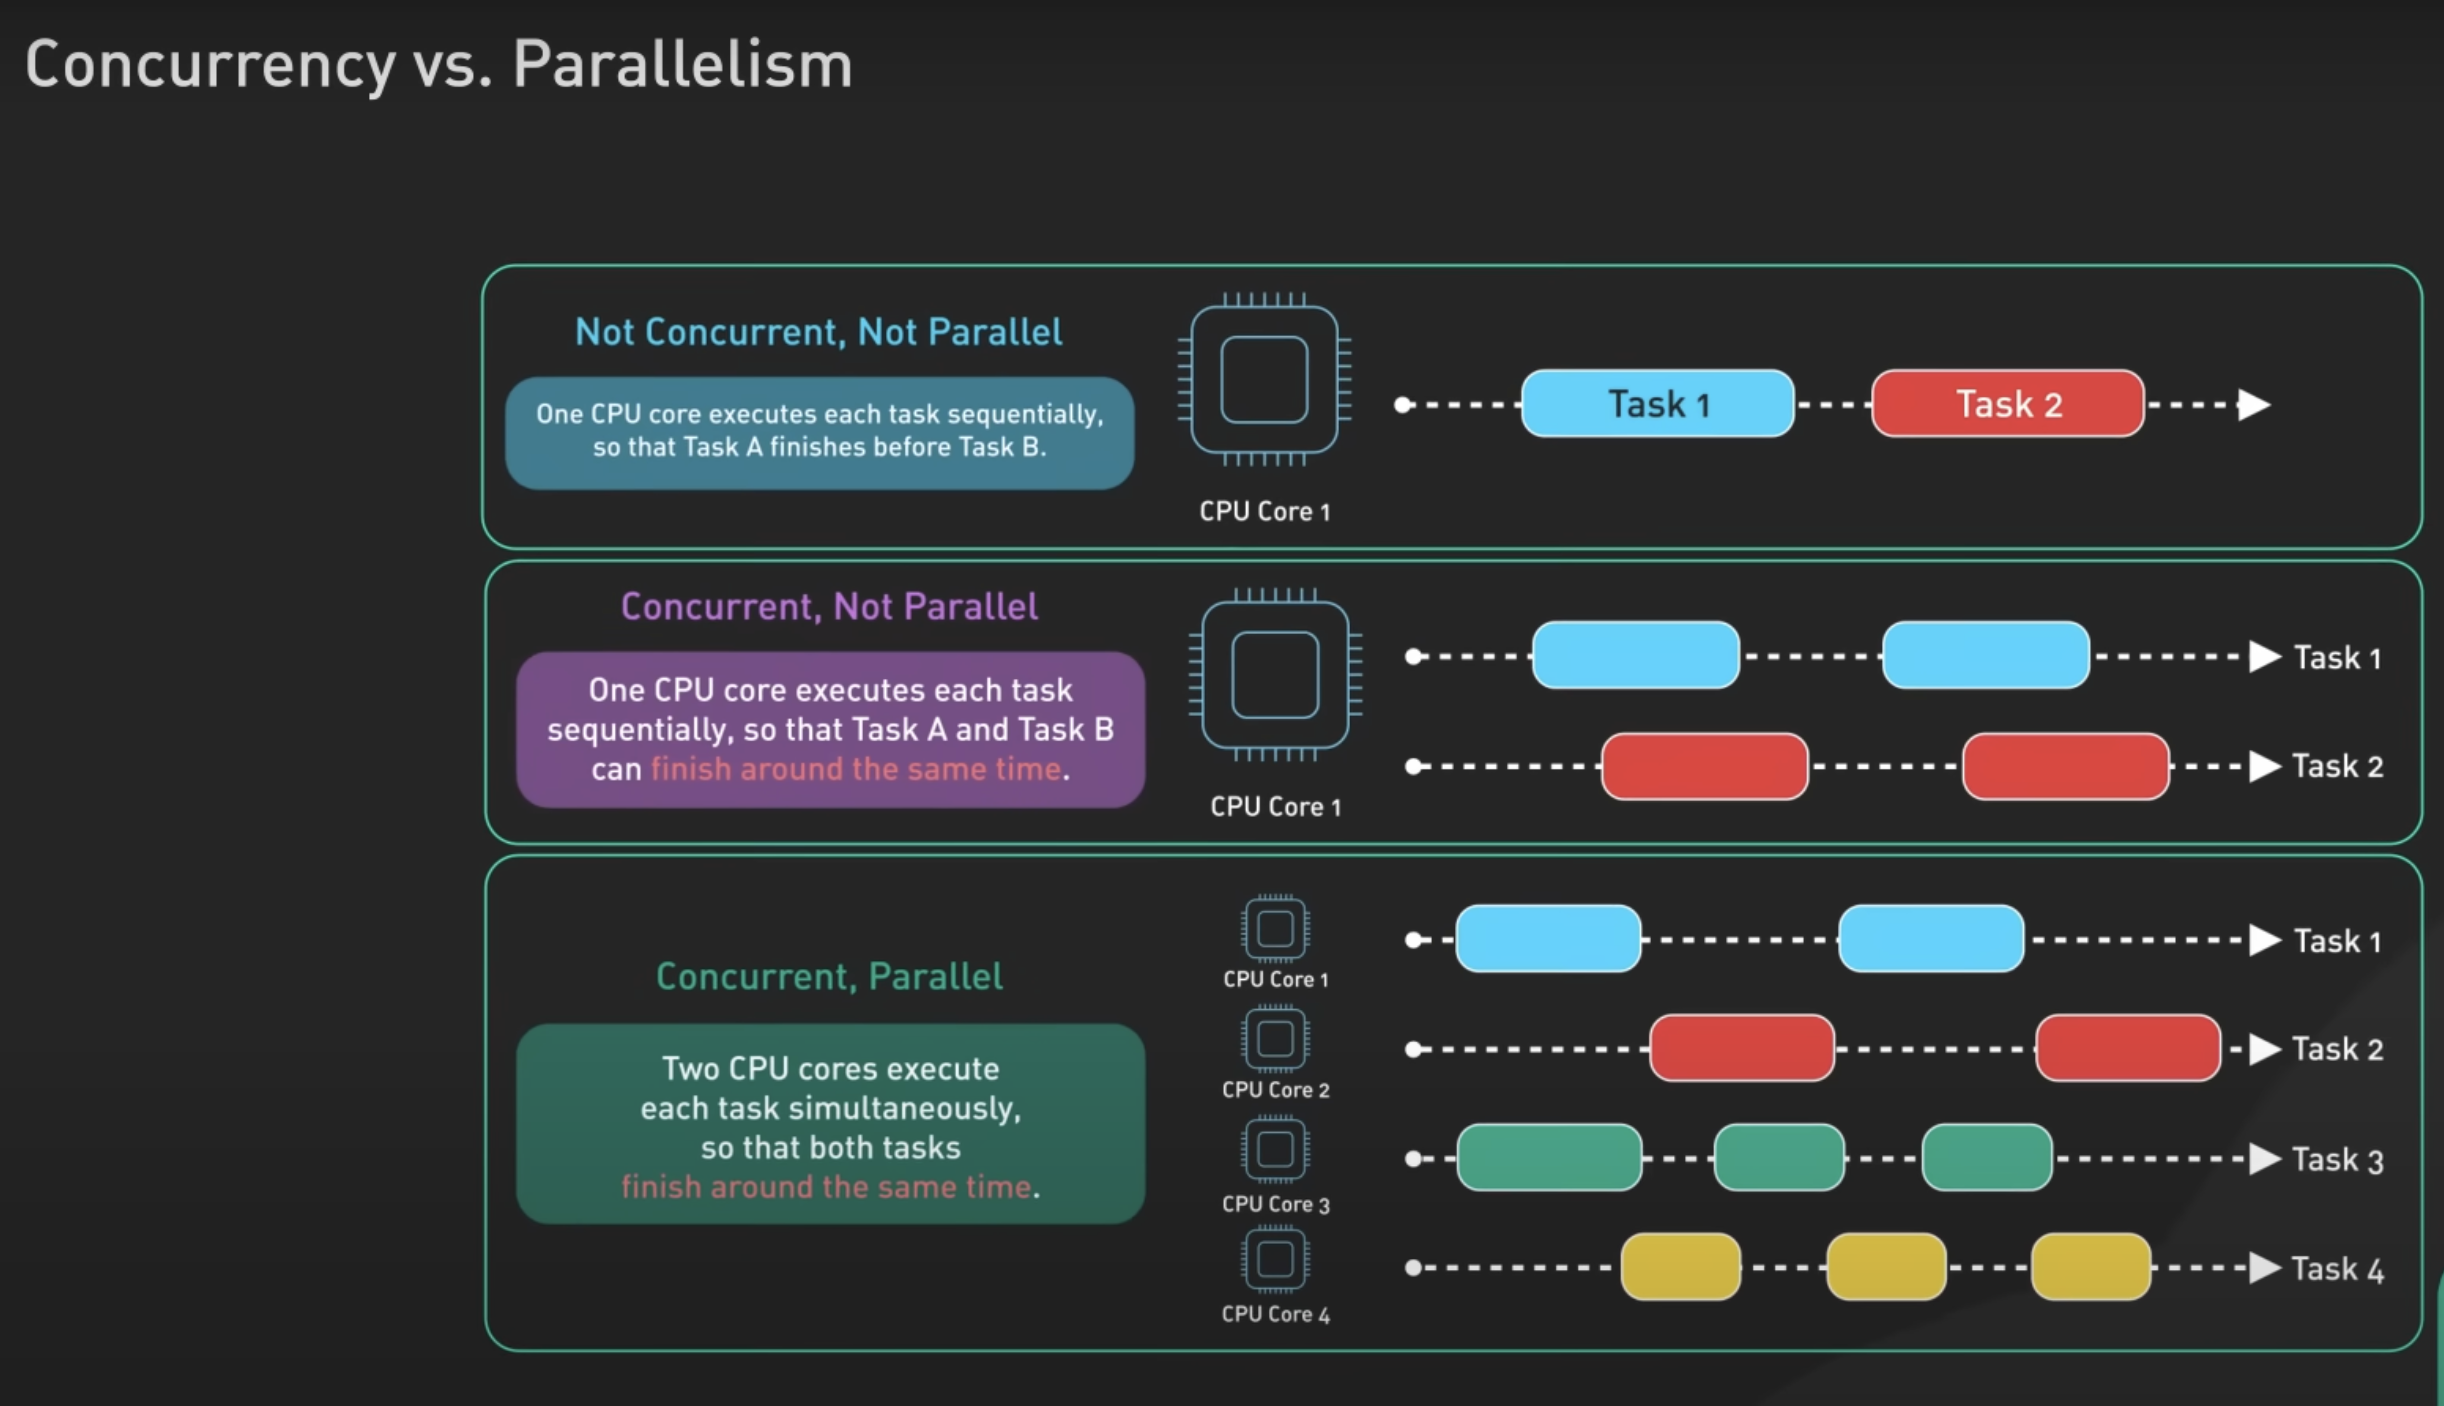 Concurrency vs. Parallelism
Not Concurrent, Not Parallel
One CPU core executes each task sequentially,
so that Task A finishes before Task B.
CPU Core 1
Task 1
Task 2
Concurrent, Not Parallel
One CPU core executes each task
sequentially, so that Task A and Task B
can finish around the same time.
CPU Core 1
Task 1
Task 2
Concurrent, Parallel
Two CPU cores execute
each task simultaneously,
so that both tasks
finish around the same time.
CPU Core 1
Task 1
CPU Core 2
Task 2
CPU Core 3
Task 3
CPU Core 4
Task 4